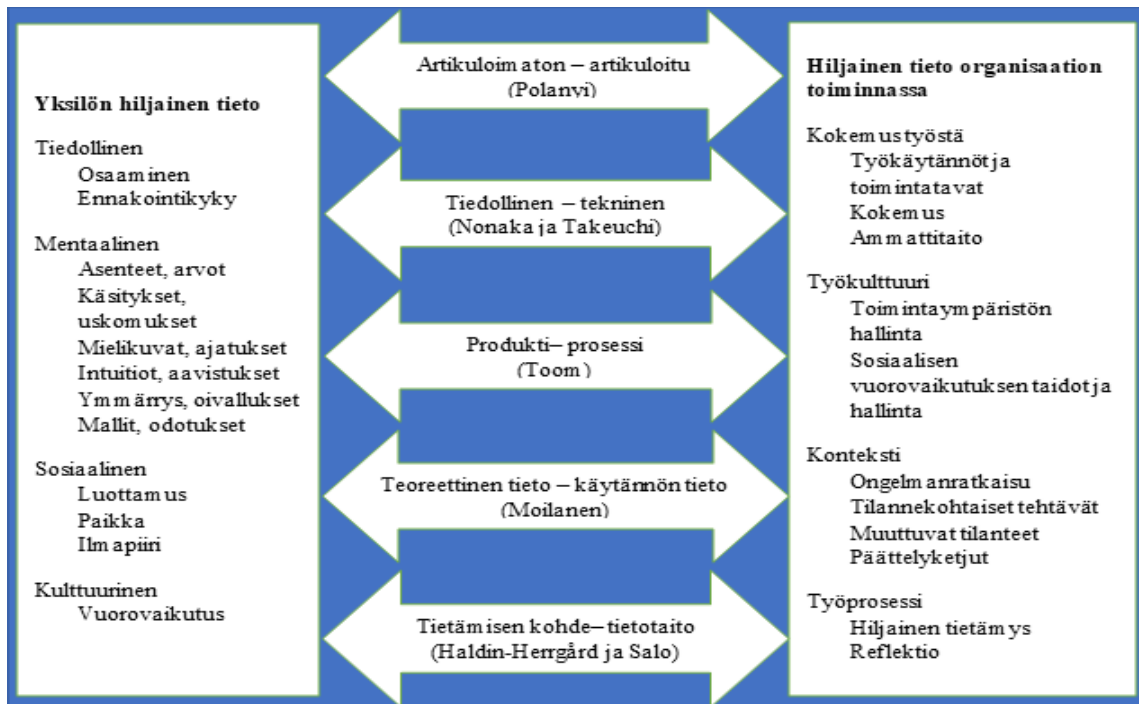 Yksilön hiljainen tieto
Tiedollinen
Osaaminen
Ennakointikyky
Mentaalinen
Asenteet, arvot
Käsitykset,
uskomukset
Mielikuvat, ajatukset
Intuitiot, aavistukset
Ymmärrys, oivallukset
Mallit, odotukset
Sosiaalinen
Luottamus
Paikka
Ilmapiiri
Kulttuurinen
Vuorovaikutus
Artikuloimaton – artikuloitu
(Polanyi)
Tiedollinen – tekninen
(Nonaka ja Takeuchi)
Produkti– prosessi
(Toom)
Teoreettinen tieto – käytännön tieto
(Moilanen)
Tietämisen kohde– tietotaito
(Haldin-Herrgård ja Salo)
Hiljainen tieto organisaation
toiminnassa
Kokemus työstä
Työkäytännöt ja
toimintatavat
Kokemus
Ammattitaito
Työkulttuuri
Toimintaympäristön
hallinta
Sosiaalisen
vuorovaikutuksen taidot ja
hallinta
Konteksti
Ongelmanratkaisu
Tilannekohtaiset tehtävät
Muuttuvat tilanteet
Päättelyketjut
Työprosessi
Hiljainen tietämys
Reflektio